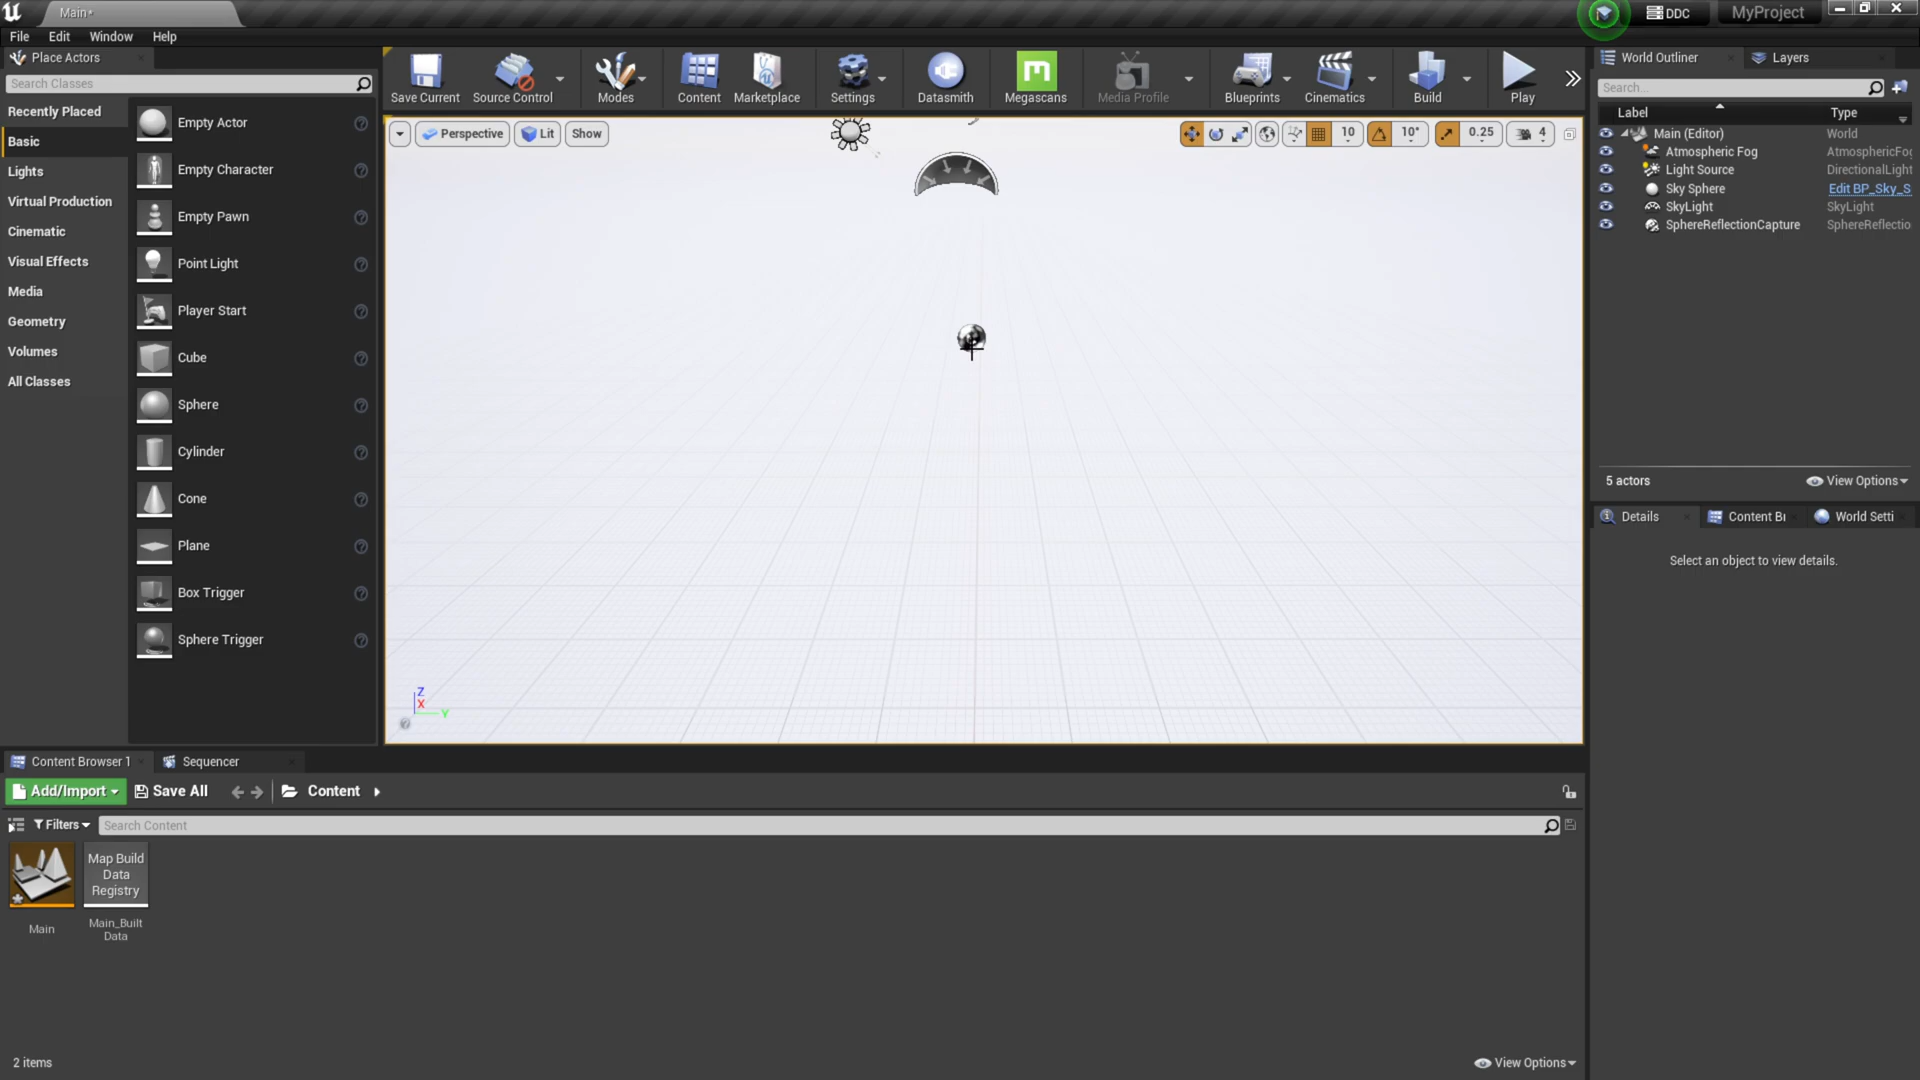 Main*
DDC
MyProject
File
Edit
Window
Help
Place Actors
Search Classes
Recently Placed
Basic
Lights
Virtual Production
Cinematic
Visual Effects
Media
Geometry
Volumes
All Classes
Empty Actor
Empty Character
Empty Pawn
Point Light
Player Start
Cube
Sphere
Cylinder
Cone
Plane
Box Trigger
Sphere Trigger
Save Current
Source Control
Modes
Content
Marketplace
Settings
Datasmith
Megascans
Media Profile
Blueprints
Cinematics
Build
Play
Perspective
Lit
Show
10
10°
0.25
4
Z
X
Y
World Outliner
Layers
Search...
Label
Type
Main (Editor)
World
Atmospheric Fog
AtmosphericFog
Light Source
DirectionalLight
Sky Sphere
Edit BP_Sky_S
SkyLight
SkyLight
SphereReflectionCapture
SphereReflectio
5 actors
View Options
Details
Content Br
World Setti
Select an object to view details.
Content Browser 1
Sequencer
Add/Import
Save All
Content
Filters
Search Content
Map Build
Data
Registry
Main
Main_Built
Data
2 items
View Options